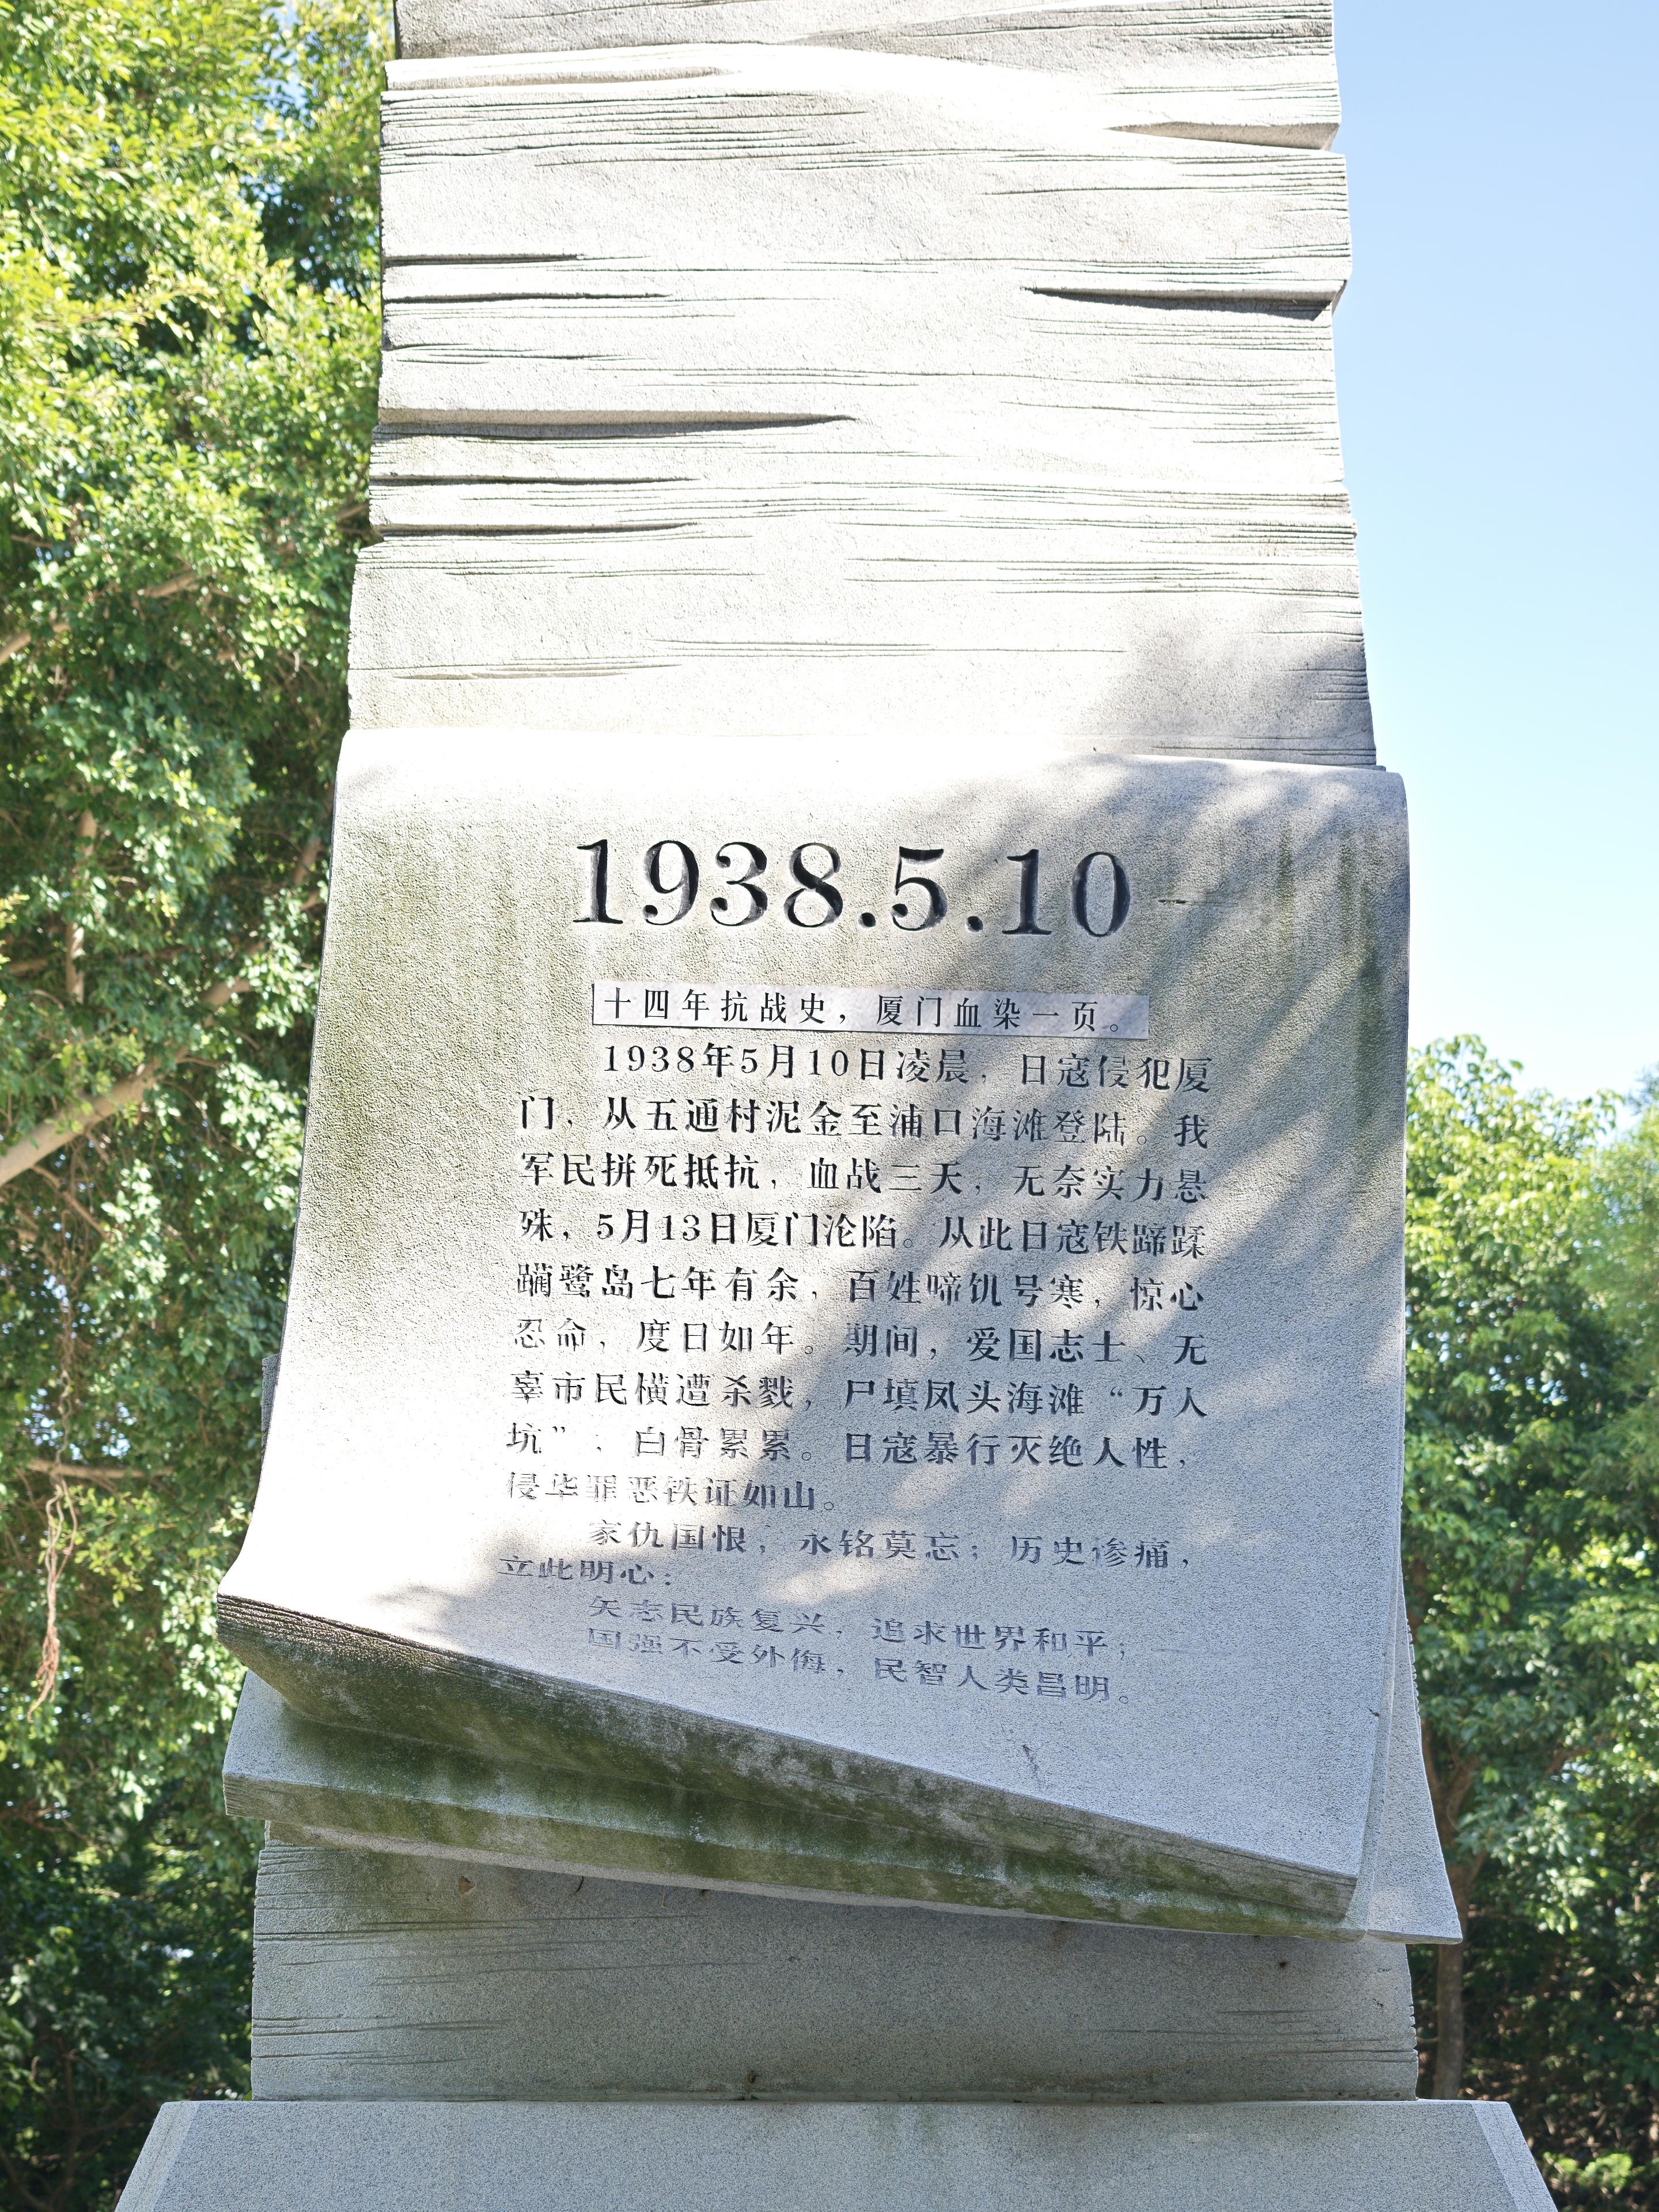 1938.5.10
十四年抗战史，厦门血染一页。
1938年5月10日凌晨，日寇侵犯厦
门，从五通村泥金至浦口海滩登陆。我
军民拼死抵抗，血战三天，无奈实力悬
殊，5月13日厦门沦陷。从此日寇铁蹄蹂
躏鹭岛七年有余，百姓啼饥号寒，惊心
忍命，度日如年。期间，爱国志士、无
辜市民横遭杀戮，尸填凤头海滩“万人
坑”，白骨累累。日寇暴行灭绝人性，
侵华罪恶铁证如山。
家仇国恨，永铭莫忘；历史惨痛，
立此明心：
矢志民族复兴，追求世界和平；
国强不受外侮，民智人类昌明。